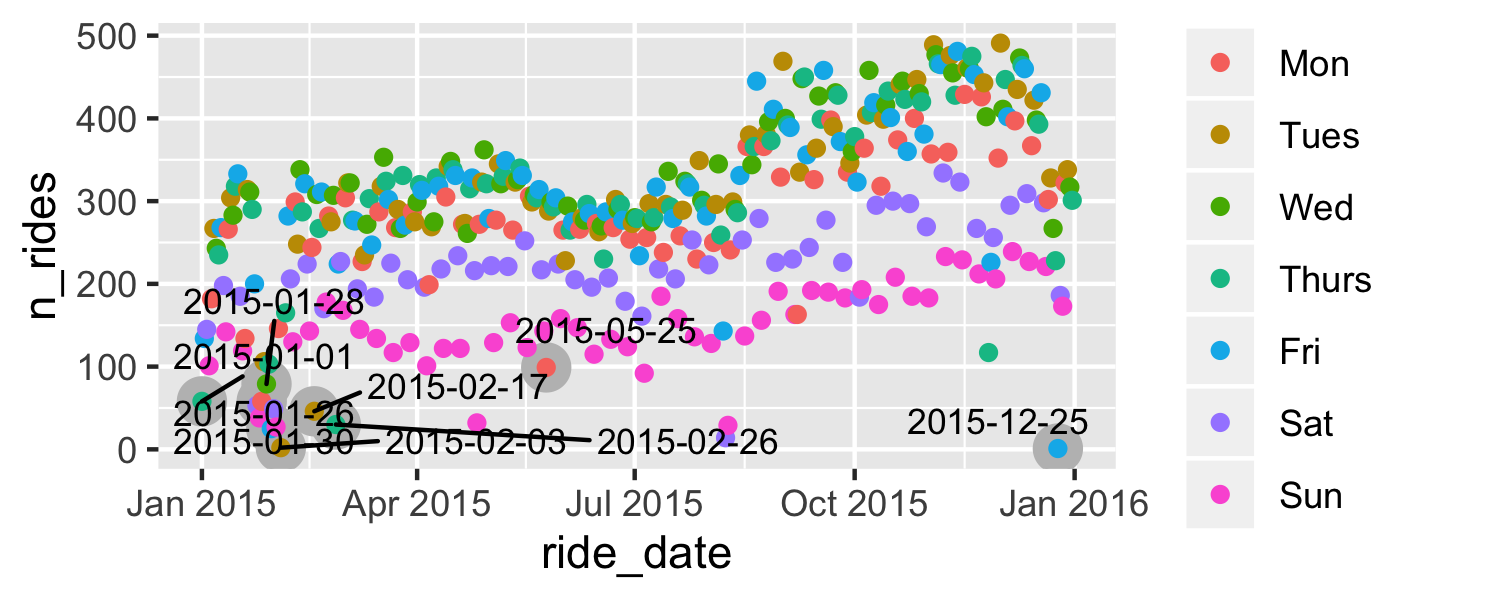 500
400
300
200
100
0
n_rides
2015-01-28
2015-01-01
2015-05-25
2015-02-17
2015-01-26
2015-12-25
2015-01-30
2015-02-03
2015-02-26
Jan 2015
Apr 2015
Jul 2015
Oct 2015
Jan 2016
ride_date
Mon
Tues
Wed
Thurs
Fri
Sat
Sun